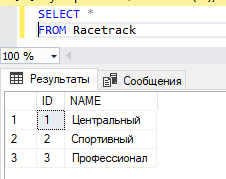 SELECT *
FROM Racetrack
100 %
Результаты Сообщения
ID NAME
1 1 Центральный
2 2 Спортивный
3 3 Профессионал